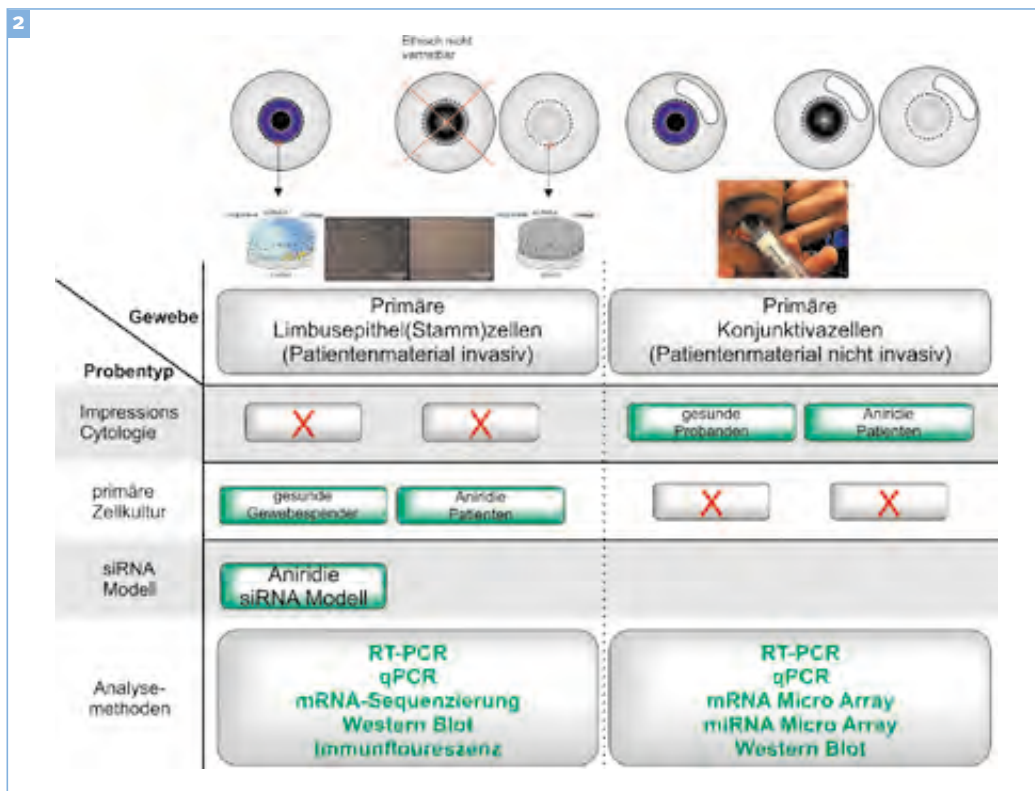 2
Ethisch nicht
vertretbar
Gewebe
Probentyp
Primäre
Limbusepithel(Stamm)zellen
(Patientenmaterial invasiv)
Primäre
Konjunktivazellen
(Patientenmaterial nicht invasiv)
Impressions
Cytologie
X
X
gesunde
Probanden
Aniridie
Patienten
primäre
Zellkultur
gesunde
Gewebespender
Aniridie
Patienten
X
X
siRNA
Modell
Aniridie
siRNA Modell
Analyse-
methoden
RT-PCR
qPCR
mRNA-Sequenzierung
Western Blot
Immunfloureszenz
RT-PCR
qPCR
mRNA Micro Array
miRNA Micro Array
Western Blot